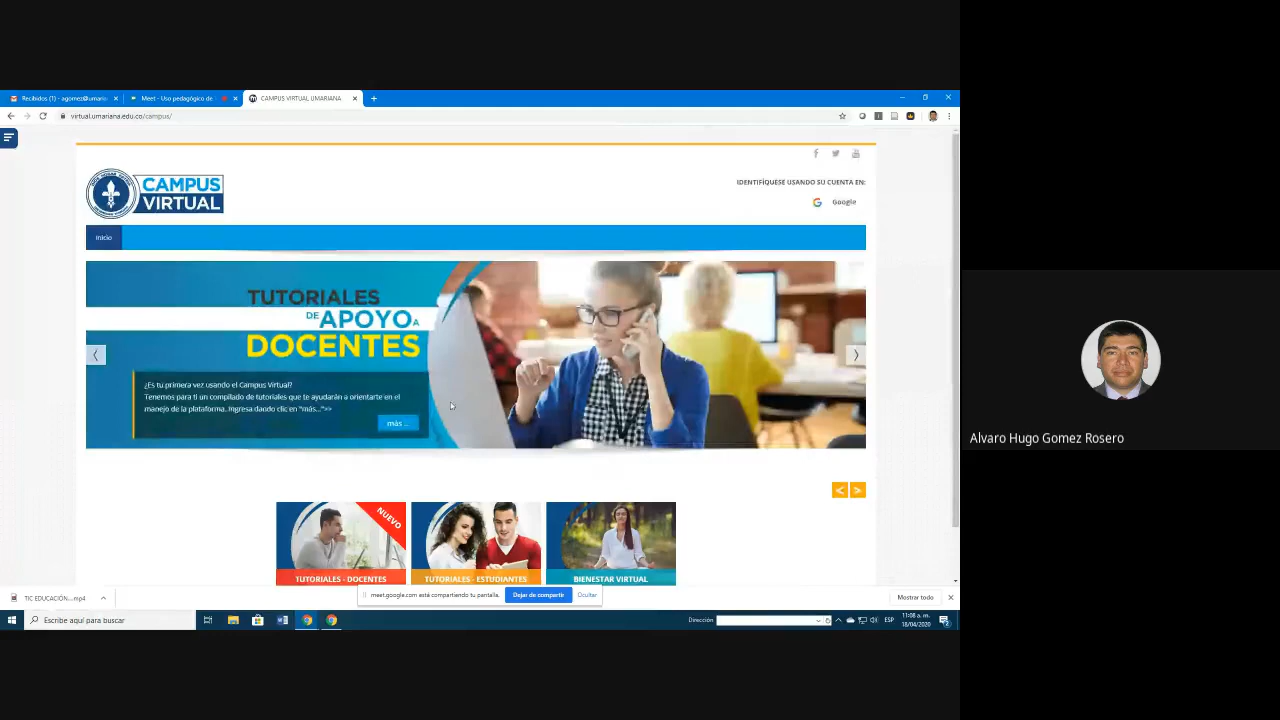 Recibidos (1) - agomez@umaria
Meet - Uso pedagógico de
CAMPUS VIRTUAL UMARIANA
virtual.umariana.edu.co/campus/
IDENTIFÍQUESE USANDO SU CUENTA EN:
CAMPUS
VIRTUAL
Google
Inicio
TUTORIALES
DE APOYO A
DOCENTES
¿Es tu primera vez usando el Campus Virtual?
Tenemos para ti un compilado de tutoriales que te ayudarán a orientarte en el
manejo de la plataforma. Ingresa dando clic en "más..."»
más ...
Alvaro Hugo Gomez Rosero
< >
NUEVO
TUTORIALES - DOCENTES
TUTORIALES - ESTUDIANTES
BIENESTAR VIRTUAL
TIC EDUCACIÓN....mp4
meet.google.com está compartiendo tu pantalla.
Dejar de compartir
Ocultar
Mostrar todo
Escribe aquí para buscar
Dirección
ESP
11:08 a. m.
18/04/2020